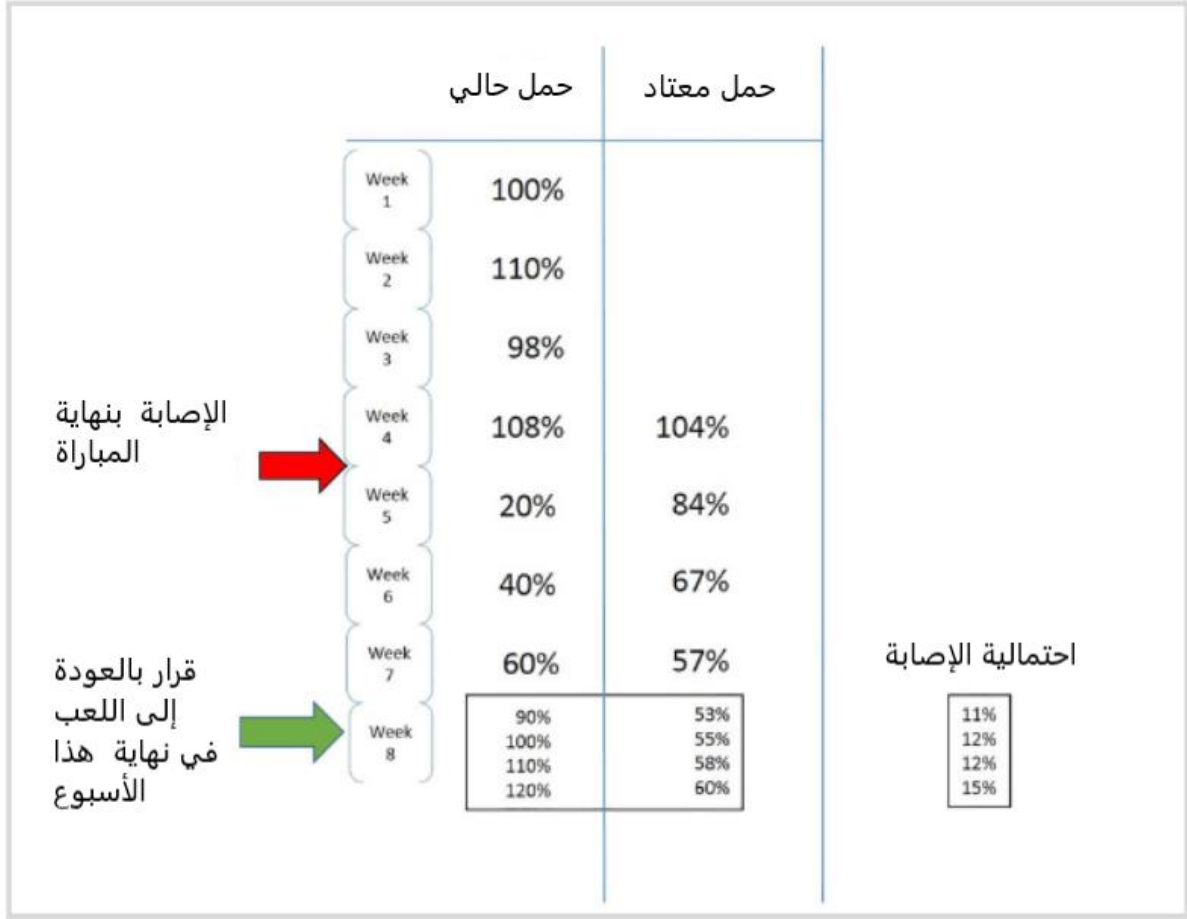 حمل حالي
حمل معتاد
Week
1
100%
Week
2
110%
Week
3
98%
الإصابة بنهاية
المباراة
Week
4
108%
104%
Week
5
20%
84%
Week
6
40%
67%
Week
7
60%
57%
قرار بالعودة
إلى اللعب
في نهاية هذا
الأسبوع
Week
8
90%
53%
100%
55%
110%
58%
120%
60%
احتمالية الإصابة
11%
12%
12%
15%